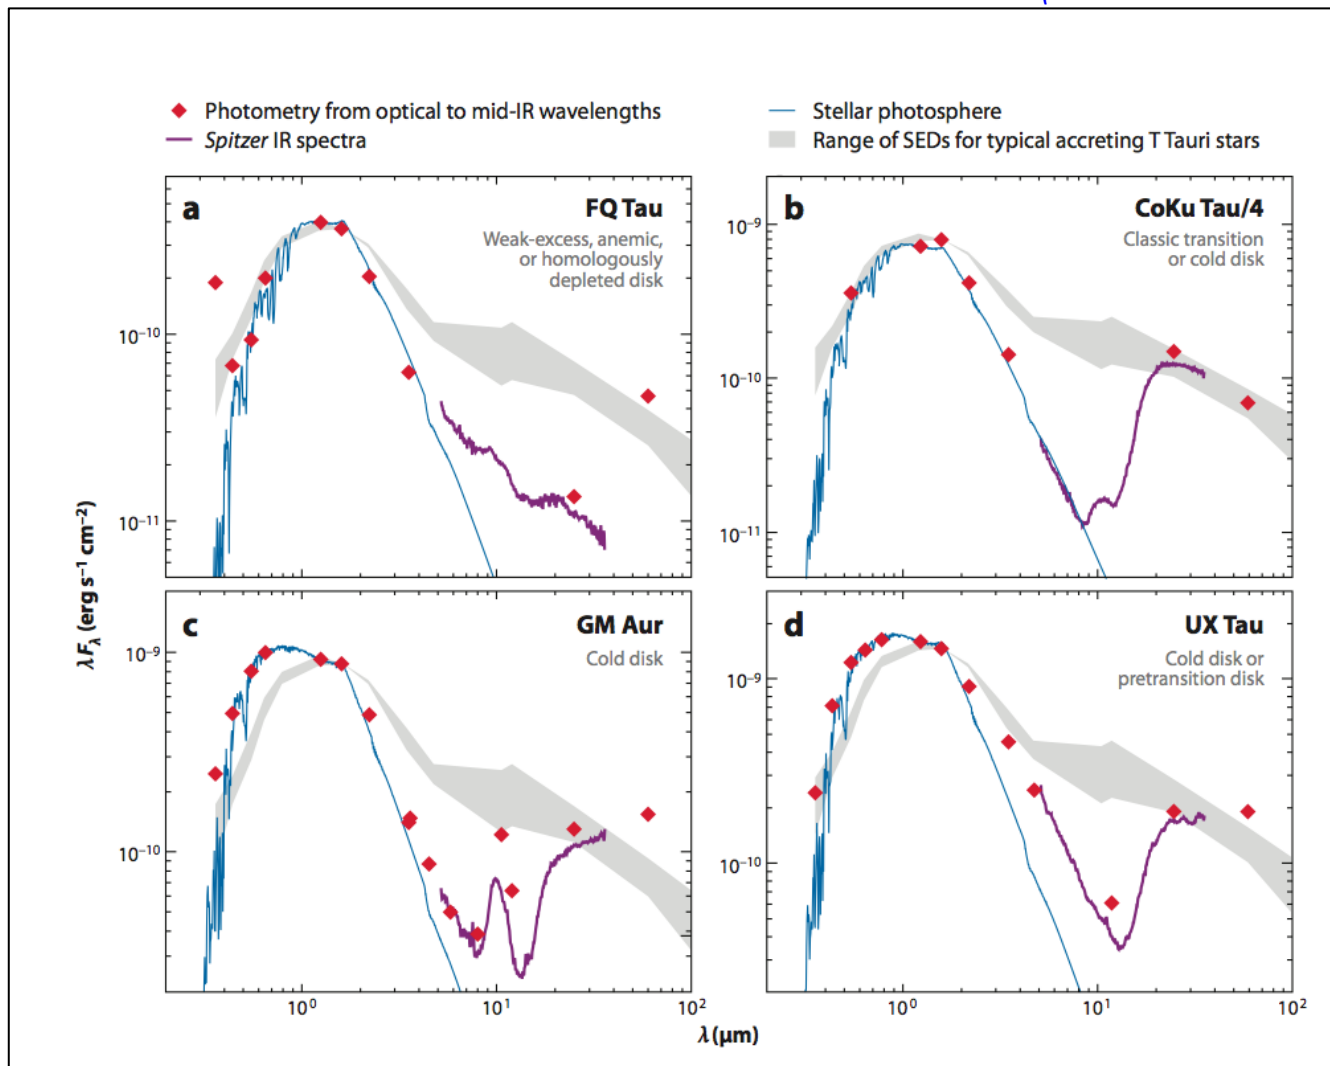 Photometry from optical to mid-IR wavelengths
Spitzer IR spectra
Stellar photosphere
Range of SEDs for typical accreting T Tauri stars
a
FQ Tau
Weak-excess, anemic,
or homologously
depleted disk
10⁻¹⁰
10⁻¹¹
b
CoKu Tau/4
Classic transition
or cold disk
10⁻⁹
10⁻¹⁰
10⁻¹¹
c
GM Aur
Cold disk
10⁻⁹
10⁻¹⁰
10⁰
10¹
10²
d
UX Tau
Cold disk or
pretransition disk
10⁻⁹
10⁻¹⁰
10⁰
10¹
10²
λFλ (erg s⁻¹ cm⁻²)
λ (μm)